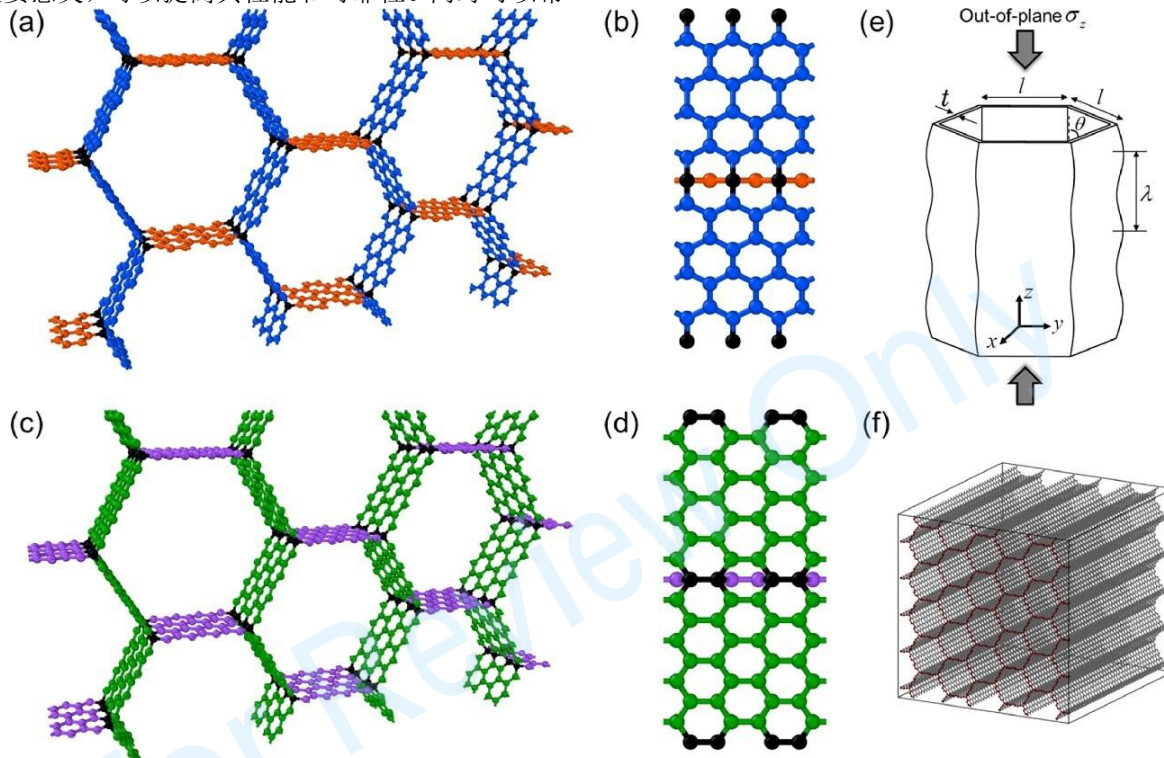 (a)
(b)
(e)
Out-of-plane σz
t
l
l
θ
λ
z
y
x
(c)
(d)
(f)
For Review Only